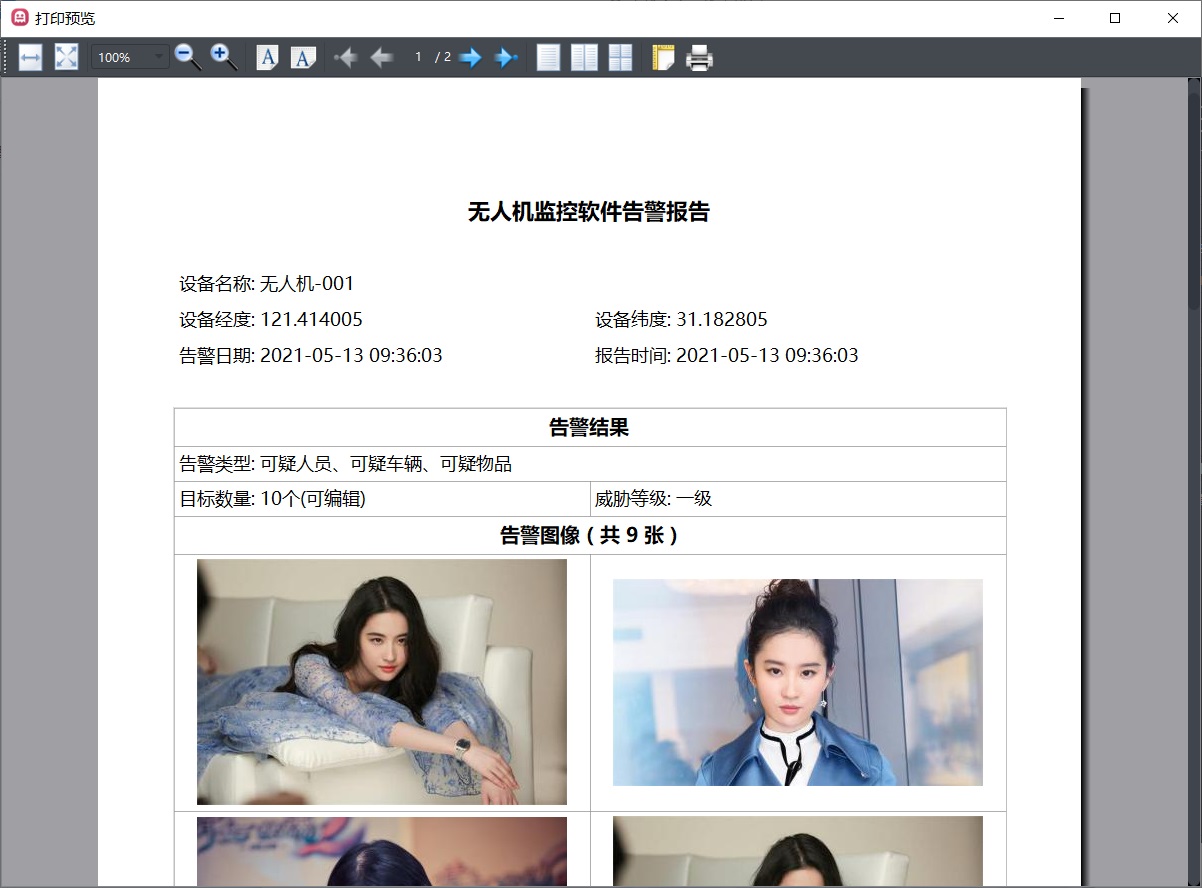 打印预览
100%
A A
1 / 2
无人机监控软件告警报告
设备名称: 无人机-001
设备经度: 121.414005 设备纬度: 31.182805
告警日期: 2021-05-13 09:36:03 报告时间: 2021-05-13 09:36:03
告警结果
告警类型: 可疑人员、可疑车辆、可疑物品
目标数量: 10个(可编辑) 威胁等级: 一级
告警图像 ( 共 9 张 )